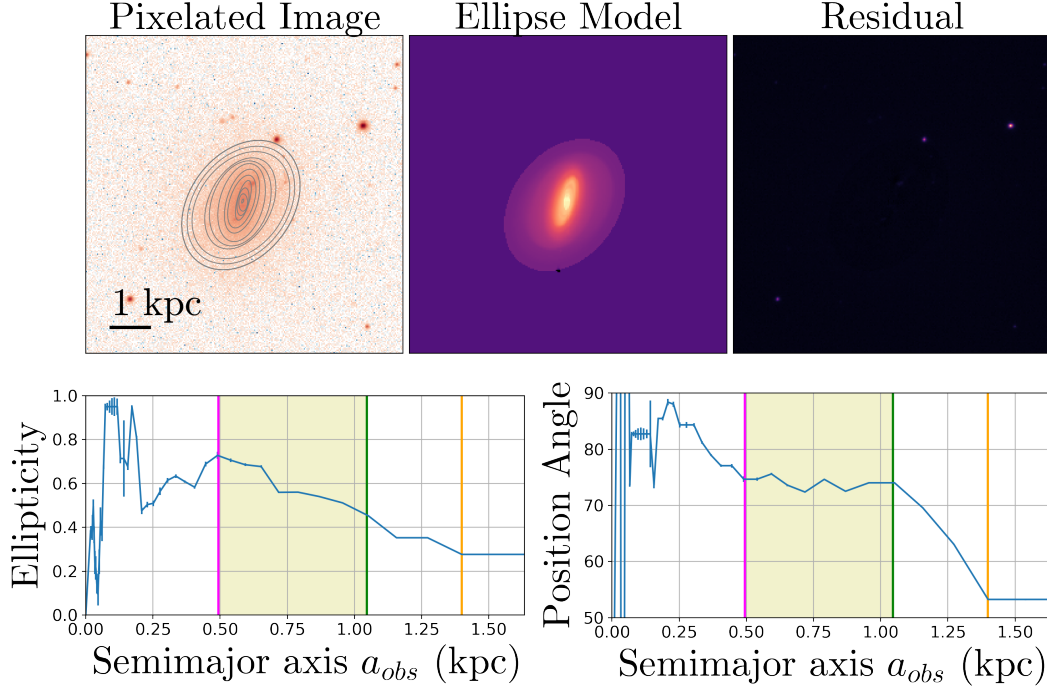 Pixelated Image
Ellipse Model
Residual
1 kpc
Ellipticity
1.0
0.8
0.6
0.4
0.2
0.0
0.00 0.25 0.50 0.75 1.00 1.25 1.50
Semimajor axis a_obs (kpc)
Position Angle
90
80
70
60
50
0.00 0.25 0.50 0.75 1.00 1.25 1.50
Semimajor axis a_obs (kpc)